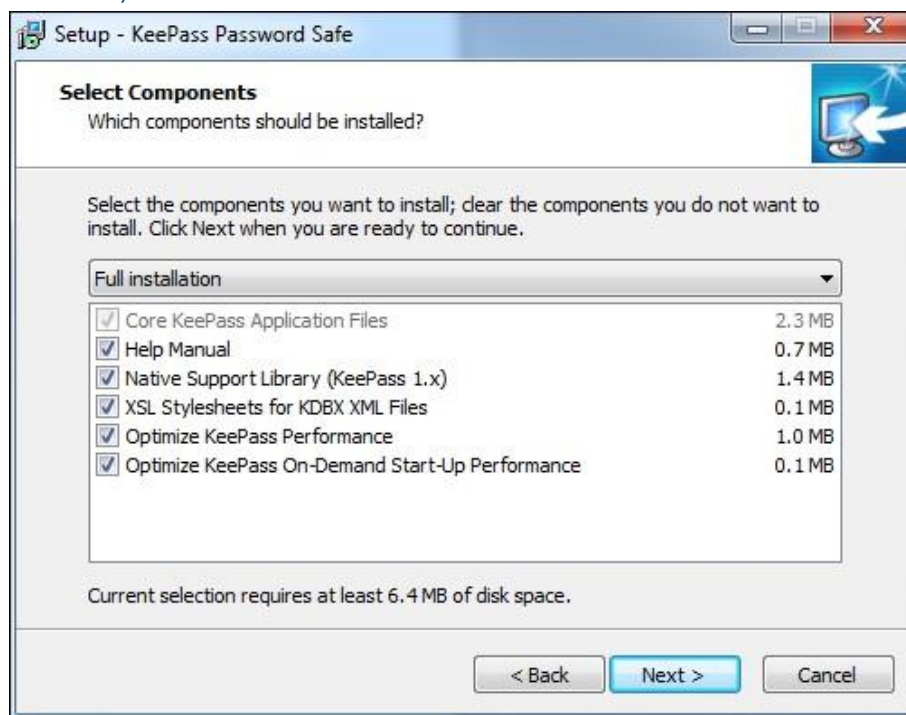 Setup - KeePass Password Safe
Select Components
Which components should be installed?
Select the components you want to install; clear the components you do not want to
install. Click Next when you are ready to continue.
Full installation
Core KeePass Application Files 2.3 MB
Help Manual 0.7 MB
Native Support Library (KeePass 1.x) 1.4 MB
XSL Stylesheets for KDBX XML Files 0.1 MB
Optimize KeePass Performance 1.0 MB
Optimize KeePass On-Demand Start-Up Performance 0.1 MB
Current selection requires at least 6.4 MB of disk space.
< Back Next > Cancel